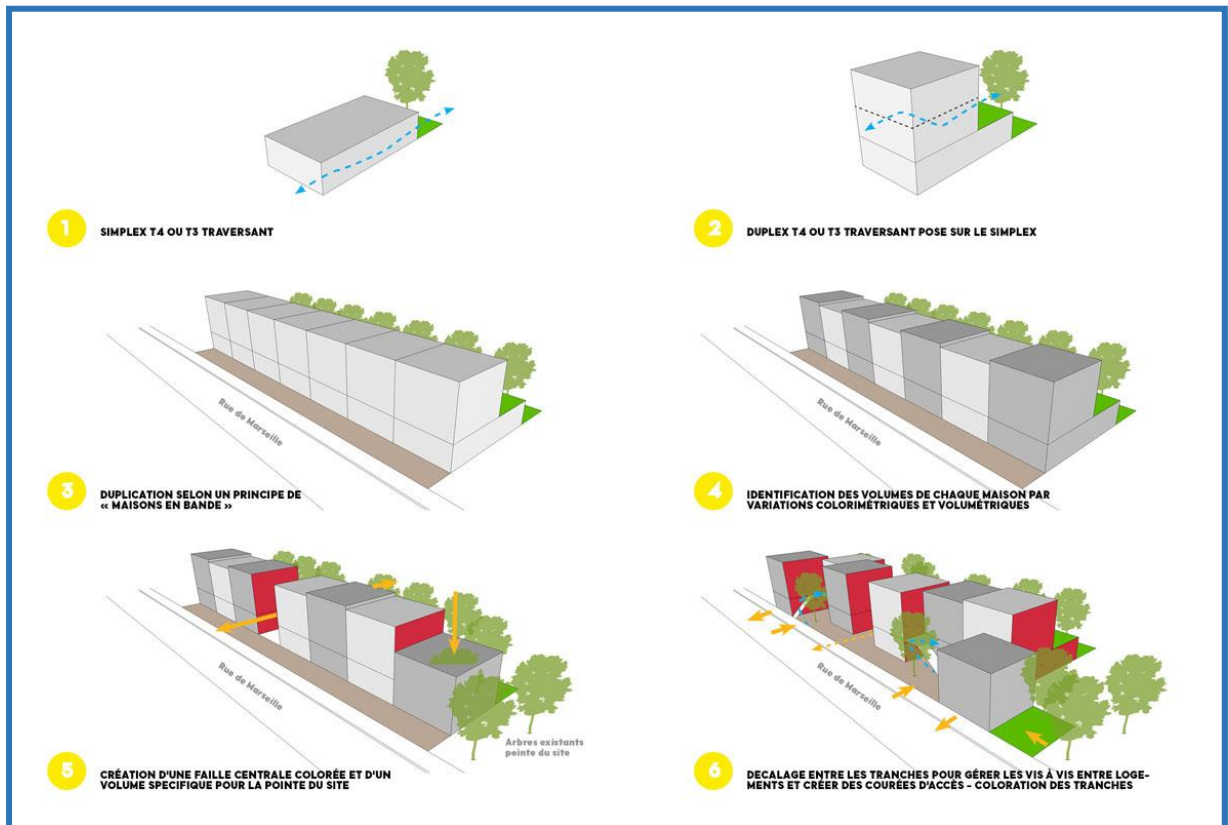 1
SIMPLEX T4 OU T3 TRAVERSANT
2
DUPLEX T4 OU T3 TRAVERSANT POSE SUR LE SIMPLEX
Rue de Marseille
3
DUPLICATION SELON UN PRINCIPE DE
« MAISONS EN BANDE »
Rue de Marseille
4
IDENTIFICATION DES VOLUMES DE CHAQUE MAISON PAR
VARIATIONS COLORIMÉTRIQUES ET VOLUMÉTRIQUES
Rue de Marseille
Arbres existants
pointe du site
5
CRÉATION D'UNE FAILLE CENTRALE COLORÉE ET D'UN
VOLUME SPECIFIQUE POUR LA POINTE DU SITE
Rue de Marseille
6
DECALAGE ENTRE LES TRANCHES POUR GÉRER LES VIS À VIS ENTRE LOGE-
MENTS ET CRÉER DES COURÉES D'ACCÈS - COLORATION DES TRANCHES